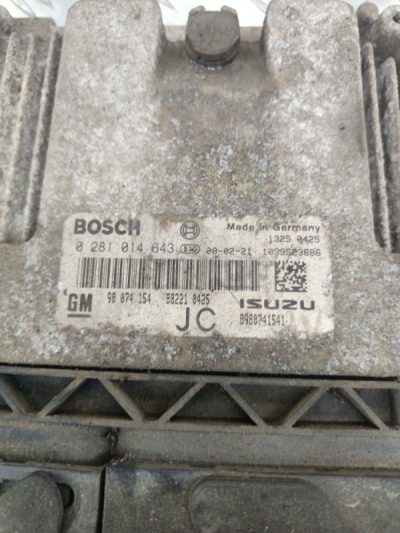 BOSCH Made in Germany
1325 0425
0 281 014 643 08-02-21 1039S23686
GM 98 074 154 88221 0425 ISUZU
JC 8980741541